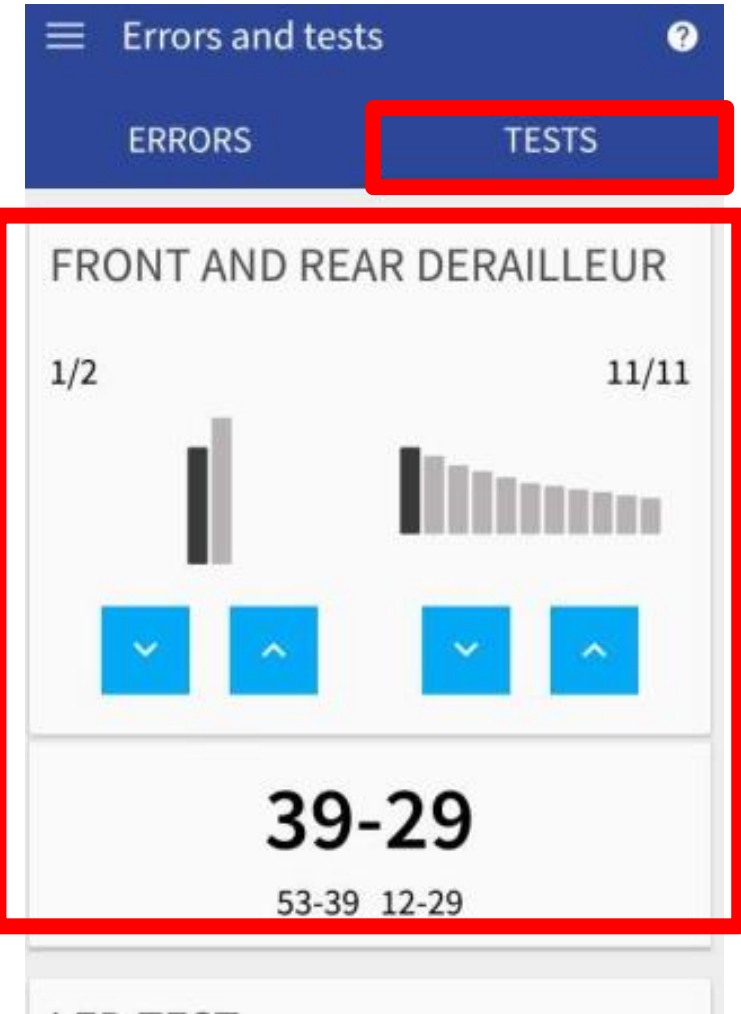 Errors and tests ?
ERRORS TESTS
FRONT AND REAR DERAILLEUR
1/2 11/11
39-29
53-39 12-29